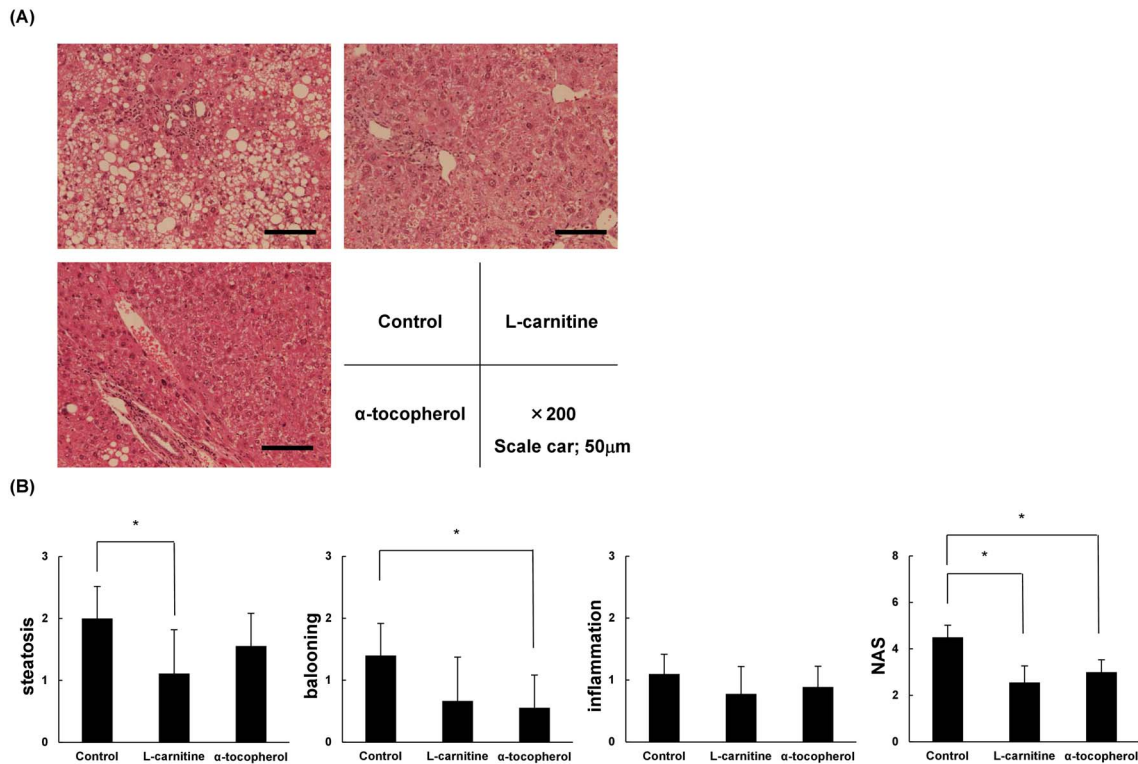 (A)
Control
L-carnitine
α-tocopherol
×200
Scale car; 50μm
(B)
steatosis
3
2
1
0
*
Control
L-carnitine
α-tocopherol
balooning
3
2
1
0
*
Control
L-carnitine
α-tocopherol
inflammation
3
2
1
0
Control
L-carnitine
α-tocopherol
NAS
8
6
4
2
0
*
*
Control
L-carnitine
α-tocopherol